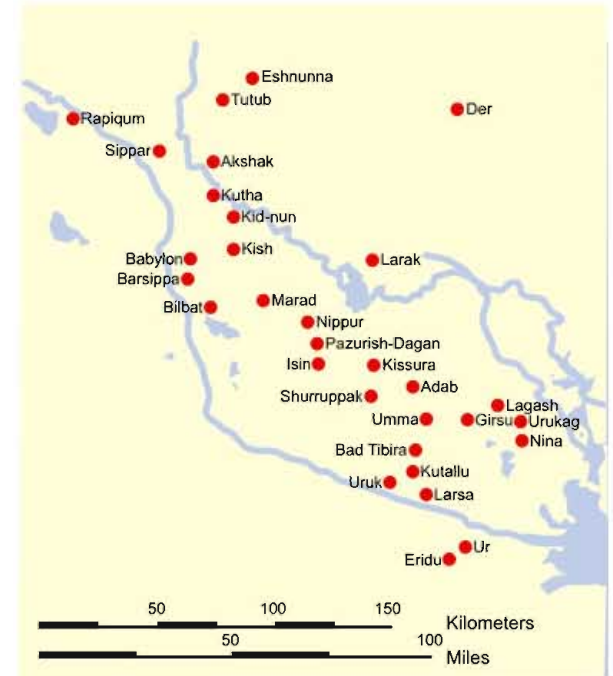 Eshnunna
Tutub
Der
Rapiqum
Sippar
Akshak
Kutha
Kid-nun
Kish
Babylon
Larak
Barsippa
Marad
Bilbat
Nippur
Pazurish-Dagan
Isin
Kissura
Adab
Shurruppak
Lagash
Umma
Girsu
Urukag
Nina
Bad Tibira
Kutallu
Uruk
Larsa
Ur
Eridu
50 100 150
Kilometers
50 100
Miles